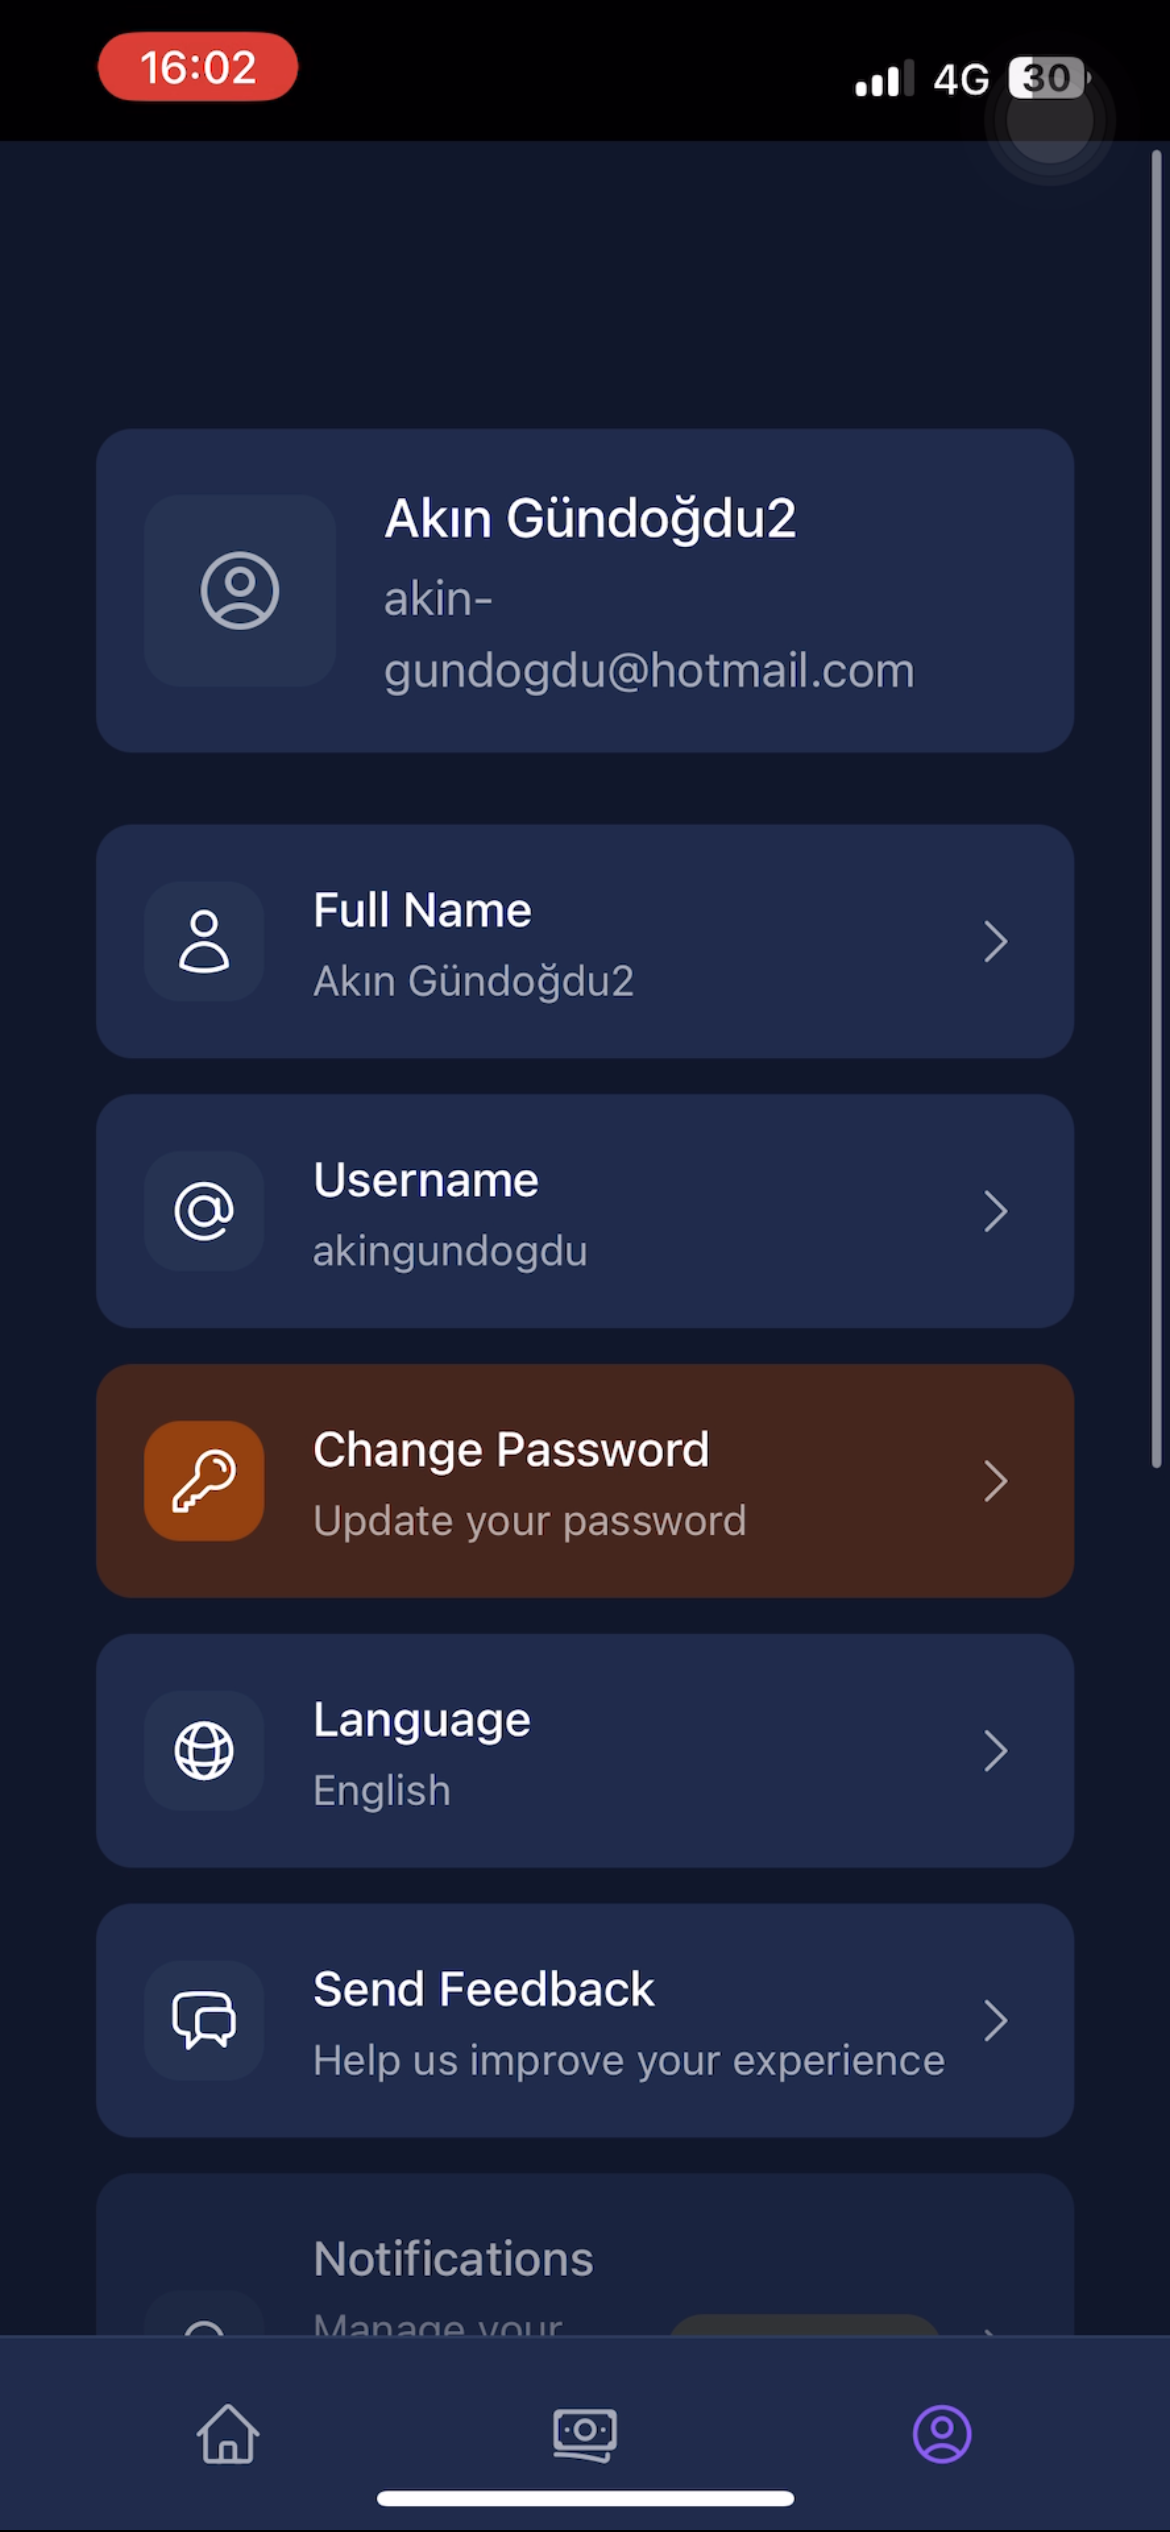 16:02
4G 30
Akın Gündoğdu2
akin-
gundogdu@hotmail.com
Full Name
Akın Gündoğdu2
Username
akingundogdu
Change Password
Update your password
Language
English
Send Feedback
Help us improve your experience
Notifications
Manage your